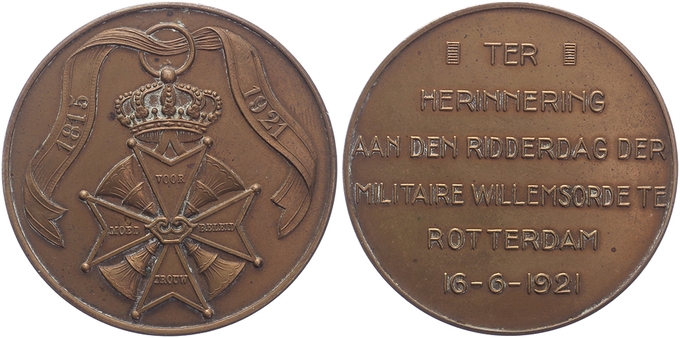 1815
1921
VOOR
MOED
BELEID
TROUW
TER
HERINNERING
AAN DEN RIDDERDAG DER
MILITAIRE WILLEMSORDE TE
ROTTERDAM
16-6-1921